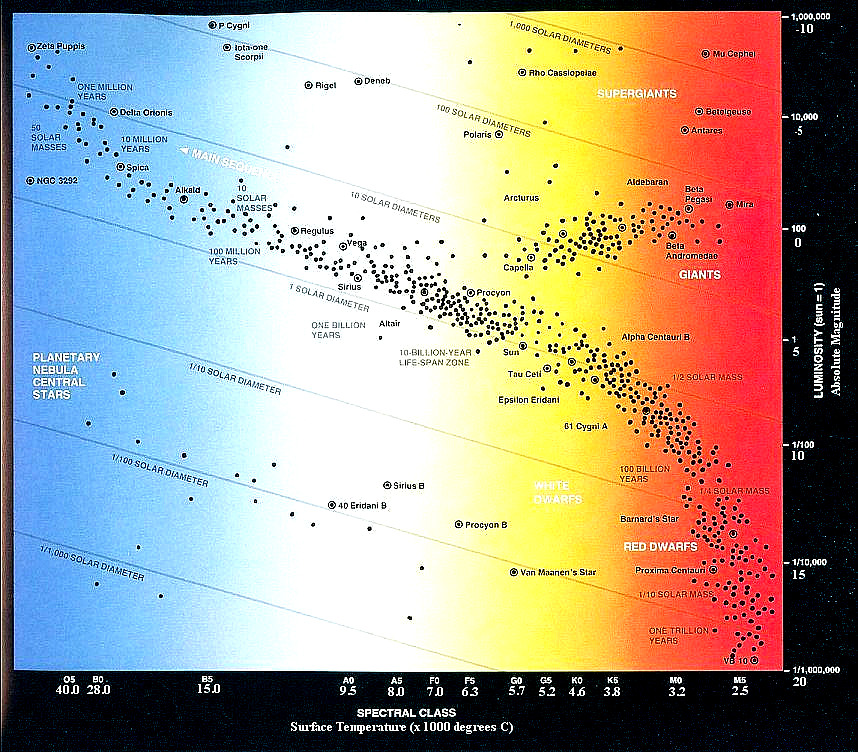 P Cygni
1,000 SOLAR DIAMETERS
1,000,000
-10
Zeta Puppis
Iota-one
Scorpii
Mu Cephei
Rho Cassiopeiae
Deneb
Rigel
ONE MILLION
YEARS
SUPERGIANTS
100 SOLAR DIAMETERS
Delta Orionis
Betelgeuse
10,000
-5
50
SOLAR
MASSES
10 MILLION
YEARS
Polaris
Antares
MAIN SEQUENCE
Spica
NGC 3292
Alkaid
10
SOLAR
MASSES
10 SOLAR DIAMETERS
Arcturus
Aldebaran
Beta
Pegasi
Mira
Regulus
100
0
Vega
100 MILLION
YEARS
Capella
Beta
Andromedae
GIANTS
Sirius
1 SOLAR DIAMETER
Procyon
ONE BILLION
YEARS
Altair
Alpha Centauri B
1
5
LUMINOSITY (sun = 1)
Absolute Magnitude
10-BILLION-YEAR
LIFE-SPAN ZONE
Sun
PLANETARY
NEBULA
CENTRAL
STARS
1/10 SOLAR DIAMETER
Tau Ceti
1/2 SOLAR MASS
Epsilon Eridani
61 Cygni A
1/100
10
1/100 SOLAR DIAMETER
100 BILLION
YEARS
Sirius B
WHITE
DWARFS
1/4 SOLAR MASS
40 Eridani B
Procyon B
Barnard's Star
1/1,000 SOLAR DIAMETER
RED DWARFS
1/10,000
15
Van Maanen's Star
Proxima Centauri
1/10 SOLAR MASS
ONE TRILLION
YEARS
VB 10
1/1,000,000
20
O5 B0 B5 A0 A5 F0 F5 G0 G5 K0 K5 M0 M5
40.0 28.0 15.0 9.5 8.0 7.0 6.3 5.7 5.2 4.6 3.8 3.2 2.5
SPECTRAL CLASS
Surface Temperature (x 1000 degrees C)